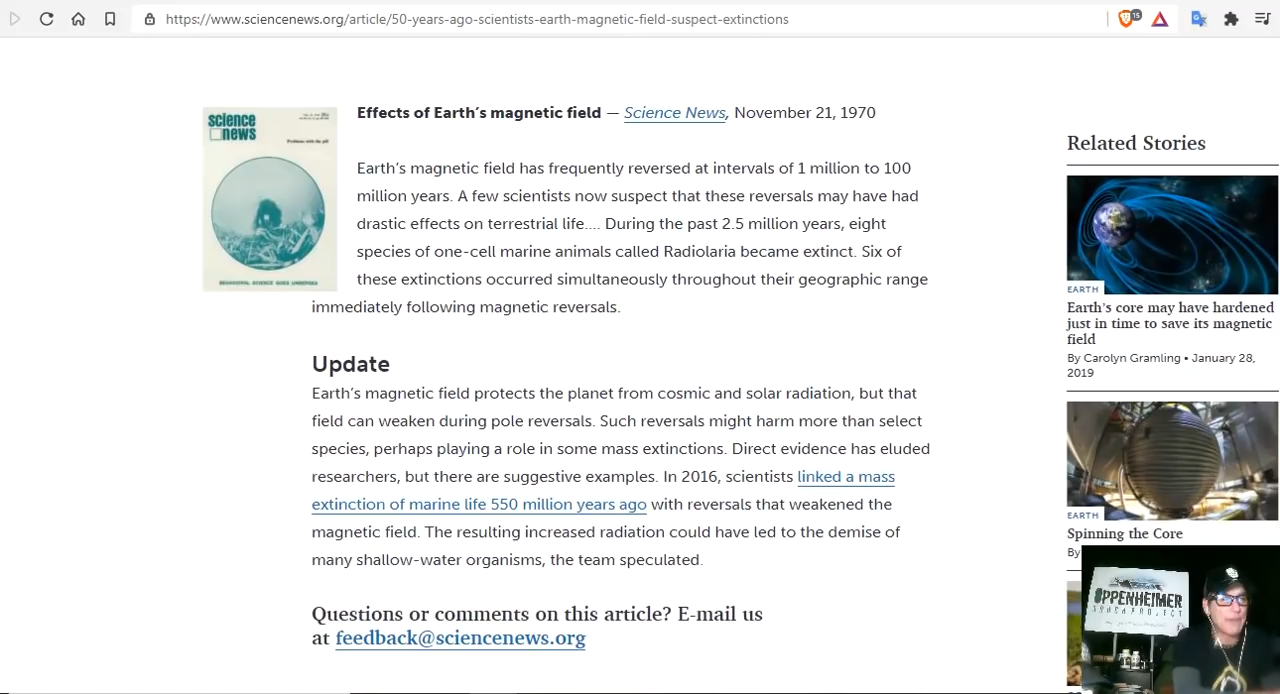 https://www.sciencenews.org/article/50-years-ago-scientists-earth-magnetic-field-suspect-extinctions
15
science
news
Problems with the pill
BEHAVIORAL SCIENCE GOES UNDERSEA
Effects of Earth’s magnetic field — Science News, November 21, 1970
Earth’s magnetic field has frequently reversed at intervals of 1 million to 100
million years. A few scientists now suspect that these reversals may have had
drastic effects on terrestrial life.... During the past 2.5 million years, eight
species of one-cell marine animals called Radiolaria became extinct. Six of
these extinctions occurred simultaneously throughout their geographic range
immediately following magnetic reversals.
Update
Earth’s magnetic field protects the planet from cosmic and solar radiation, but that
field can weaken during pole reversals. Such reversals might harm more than select
species, perhaps playing a role in some mass extinctions. Direct evidence has eluded
researchers, but there are suggestive examples. In 2016, scientists linked a mass
extinction of marine life 550 million years ago with reversals that weakened the
magnetic field. The resulting increased radiation could have led to the demise of
many shallow-water organisms, the team speculated.
Questions or comments on this article? E-mail us
at feedback@sciencenews.org
Related Stories
EARTH
Earth’s core may have hardened
just in time to save its magnetic
field
By Carolyn Gramling • January 28,
2019
EARTH
Spinning the Core
By
OPPENHEIMER